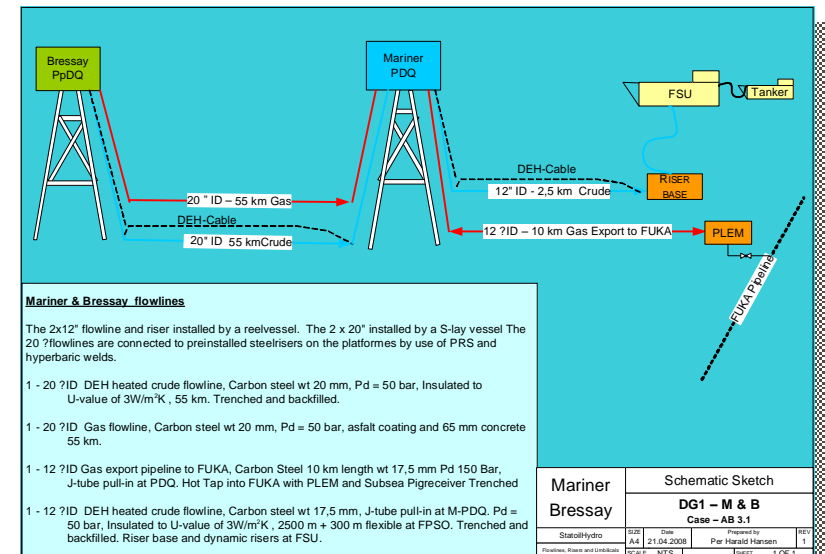 Bressay
PpDQ
Mariner
PDQ
FSU
Tanker
DEH-Cable
12" ID - 2,5 km Crude
RISER
BASE
20 " ID – 55 km Gas
DEH-Cable
20" ID 55 kmCrude
12 ?ID – 10 km Gas Export to FUKA
PLEM
FUKA Pipeline
Mariner & Bressay flowlines
The 2x12" flowline and riser installed by a reelvessel. The 2 x 20" installed by a S-lay vessel The
20 ?flowlines are connected to preinstalled steelrisers on the platformes by use of PRS and
hyperbaric welds.
1 - 20 ?ID DEH heated crude flowline, Carbon steel wt 20 mm, Pd = 50 bar, Insulated to
U-value of 3W/m²K , 55 km. Trenched and backfilled.
1 - 20 ?ID Gas flowline, Carbon steel wt 20 mm, Pd = 50 bar, asfalt coating and 65 mm concrete
55 km.
1 - 12 ?ID Gas export pipeline to FUKA, Carbon Steel 10 km length wt 17,5 mm Pd 150 Bar,
J-tube pull-in at PDQ. Hot Tap into FUKA with PLEM and Subsea Pigreceiver Trenched
1 - 12 ?ID DEH heated crude flowline, Carbon steel wt 17,5 mm, J-tube pull-in at M-PDQ. Pd =
50 bar, Insulated to U-value of 3W/m²K , 2500 m + 300 m flexible at FPSO. Trenched and
backfilled. Riser base and dynamic risers at FSU.
Mariner
Bressay
Schematic Sketch
DG1 – M & B
Case – AB 3.1
StatoilHydro
SIZE
A4
Date
21.04.2008
Prepared by
Per Harald Hansen
REV
1
Flowlines, Risers and Umbilicals
SCALE NTS
SHEET 1 OF 1